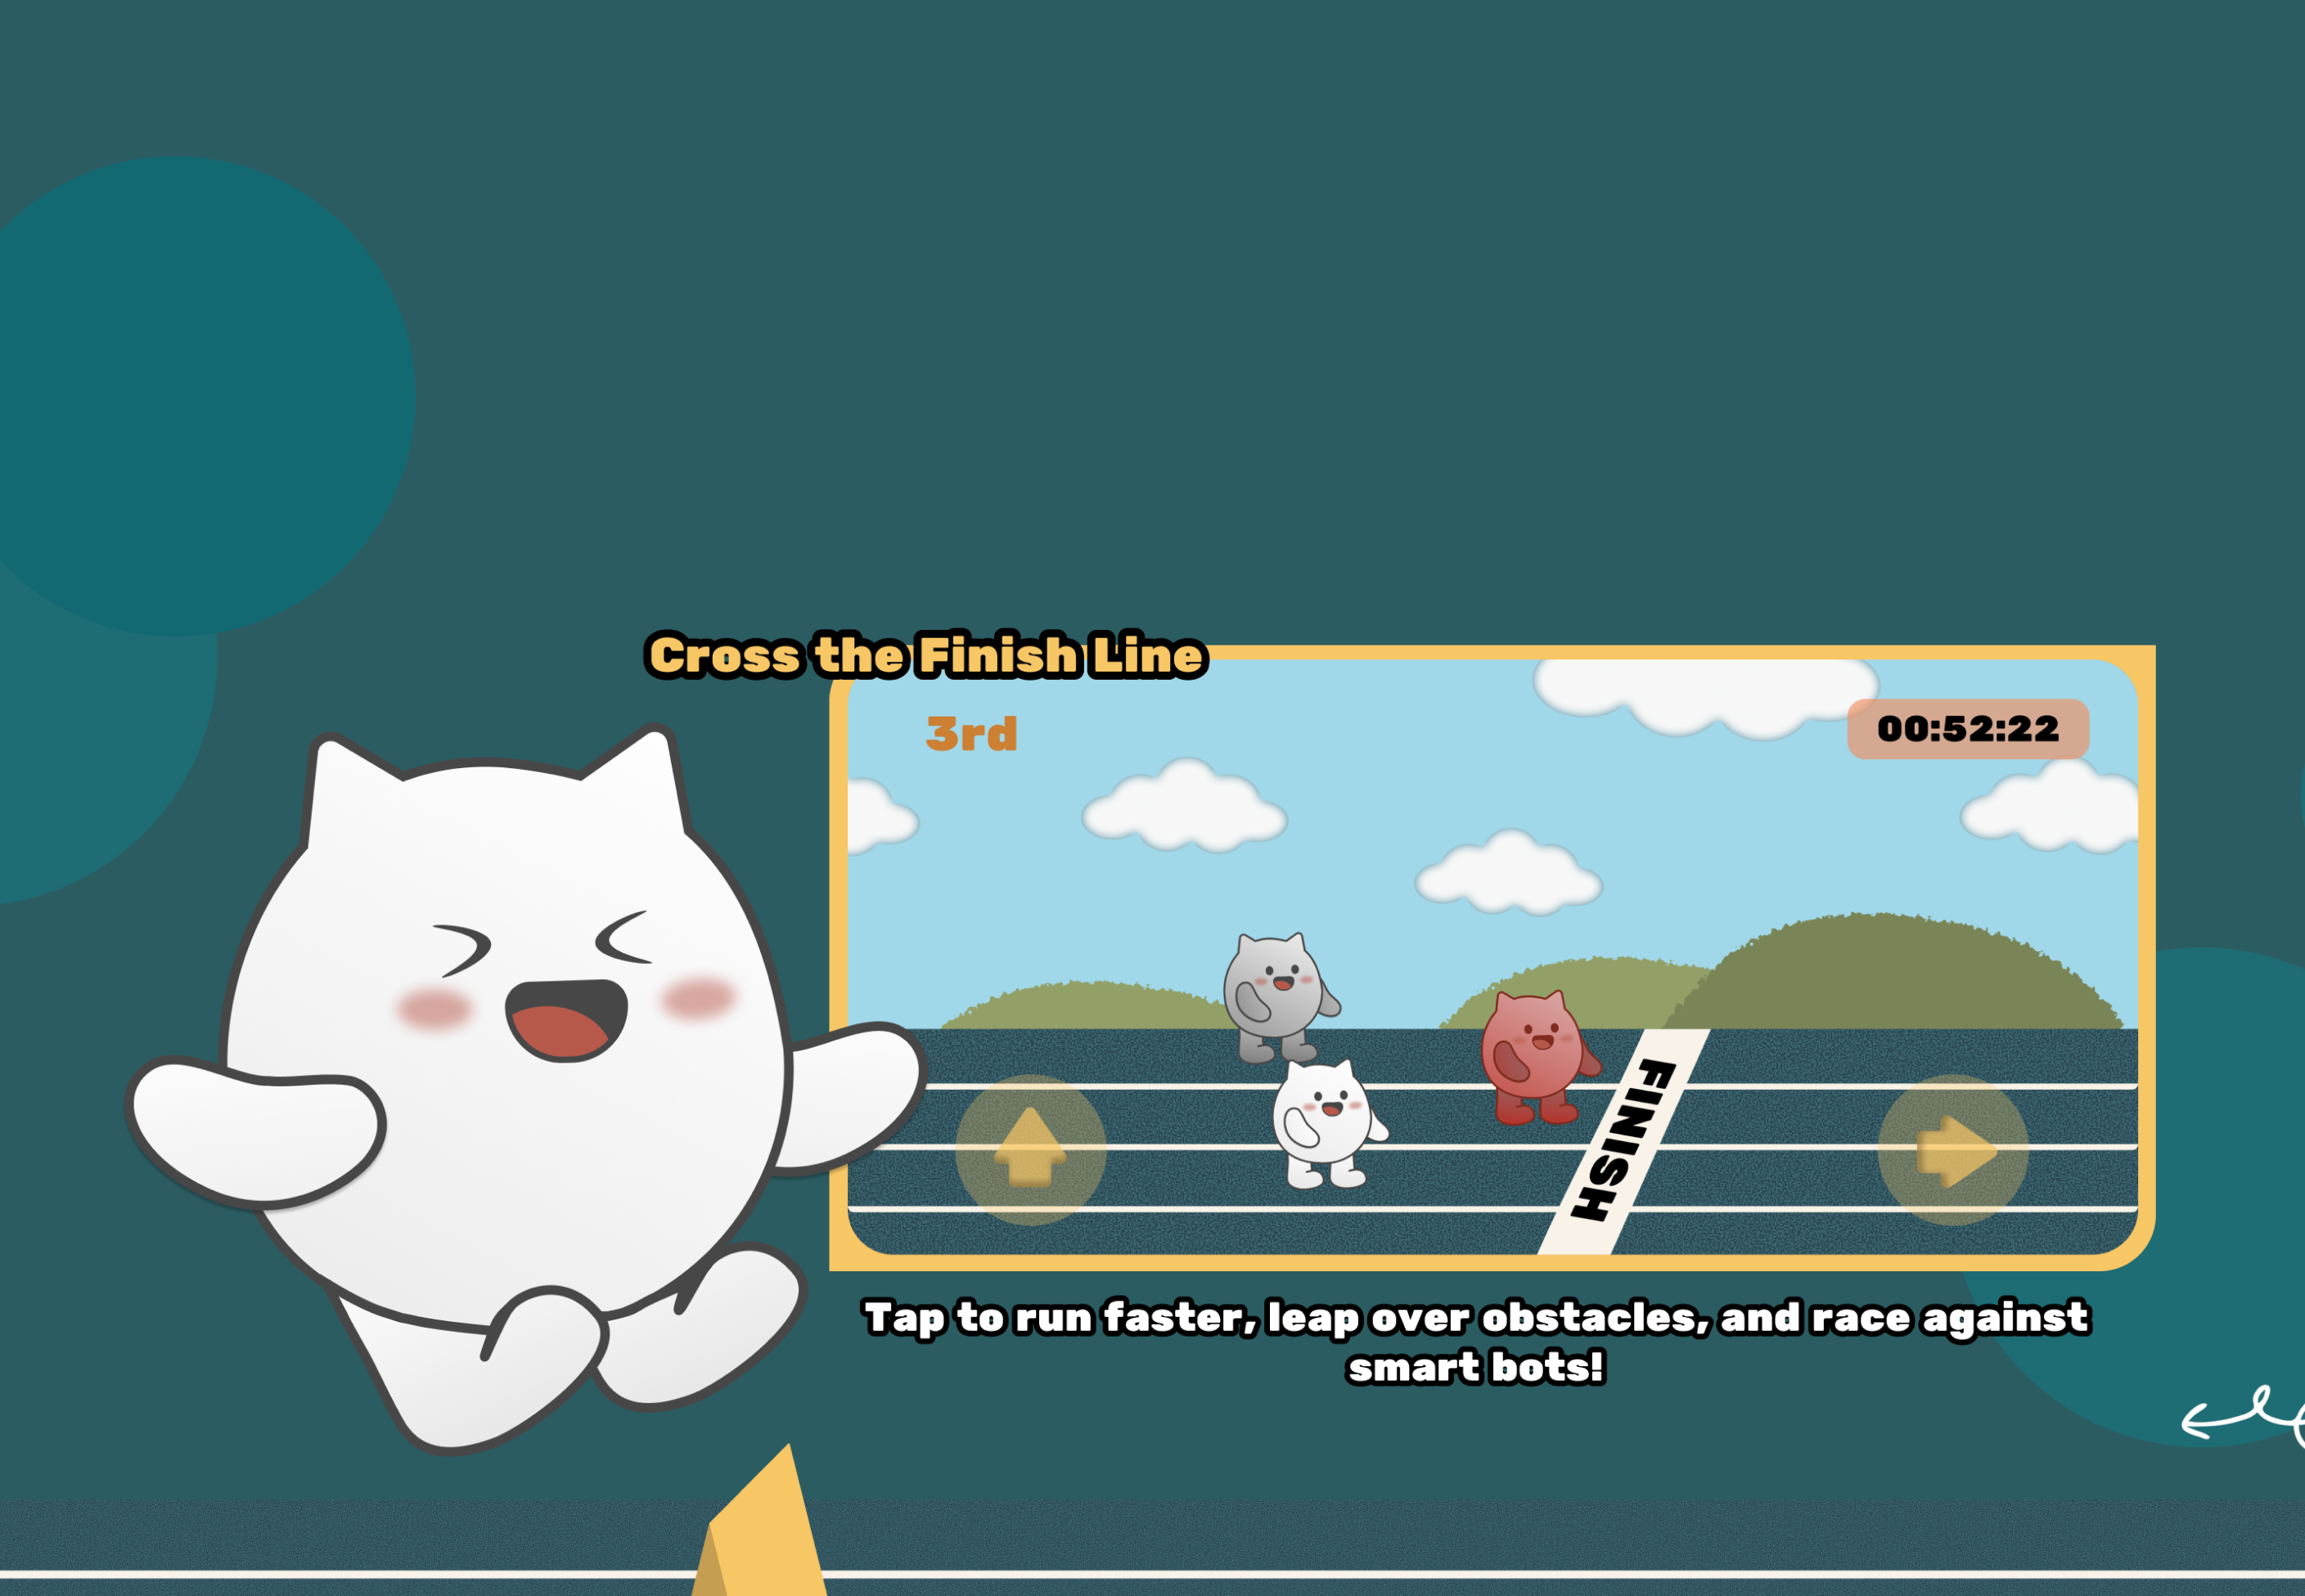 Cross the Finish Line
3rd
00:52:22
FINISH
Tap to run faster, leap over obstacles, and race against
smart bots!